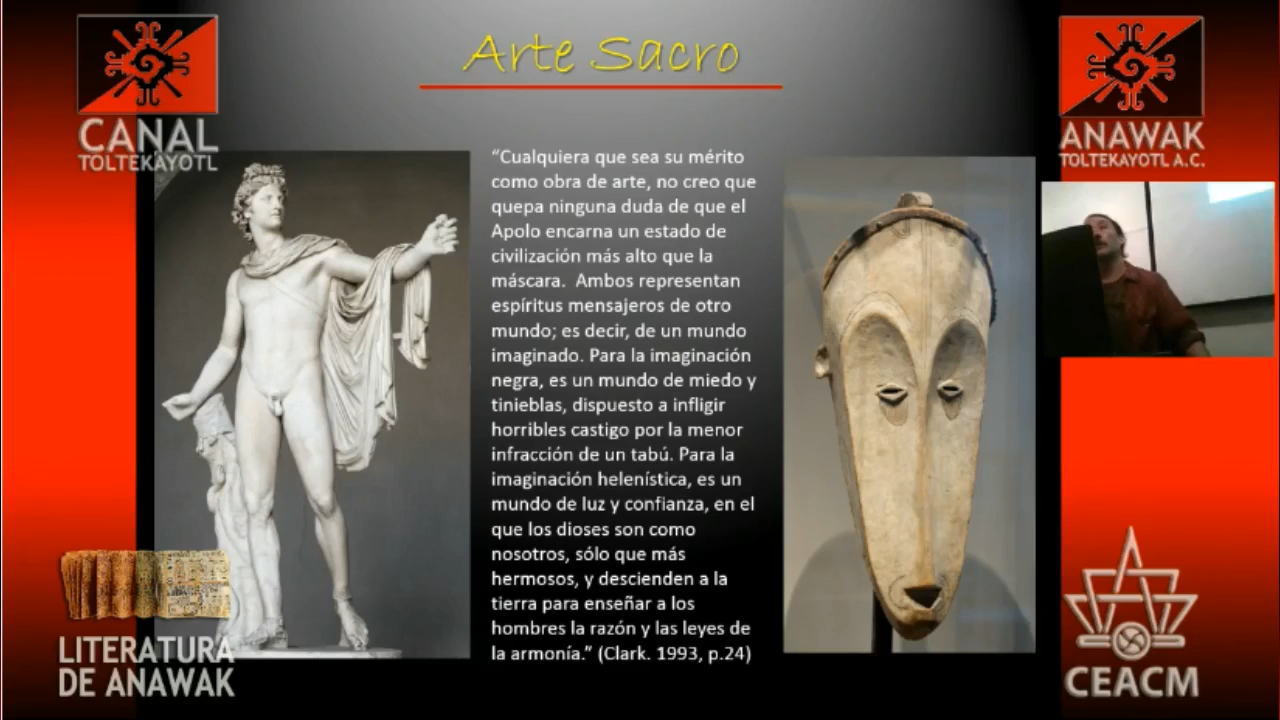 Arte Sacro
CANAL
TOLTEKAYOTL
ANAWAK
TOLTEKAYOTL A.C.
“Cualquiera que sea su mérito
como obra de arte, no creo que
quepa ninguna duda de que el
Apolo encarna un estado de
civilización más alto que la
máscara.  Ambos representan
espíritus mensajeros de otro
mundo; es decir, de un mundo
imaginado. Para la imaginación
negra, es un mundo de miedo y
tinieblas, dispuesto a infligir
horribles castigo por la menor
infracción de un tabú. Para la
imaginación helenística, es un
mundo de luz y confianza, en el
que los dioses son como
nosotros, sólo que más
hermosos, y descienden a la
tierra para enseñar a los
hombres la razón y las leyes de
la armonía.” (Clark. 1993, p.24)
LITERATURA
DE ANAWAK
CEACM